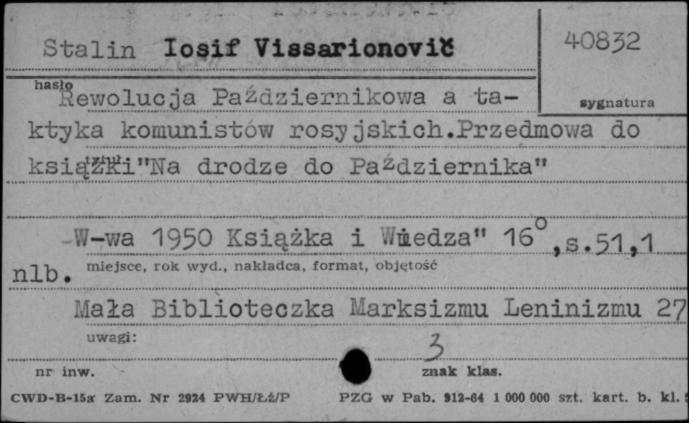 Stalin Iosif Vissarionovič
40832
hasło
sygnatura
Rewolucja Październikowa a ta-
ktyka komunistów rosyjskich.Przedmowa do
tytuł
książki"Na drodze do Października"
W-wa 1950 Książka i Wiedza" 16°,s.51,1
miejsce, rok wyd., nakładca, format, objętość
nlb.
Mała Biblioteczka Marksizmu Leninizmu 27
uwagi:
3
nr inw.
znak klas.
CWD-B-15a Zam. Nr 2924 PWH/Łż/P PZG w Pab. 912-64 1 000 000 szt. kart. b. kl.